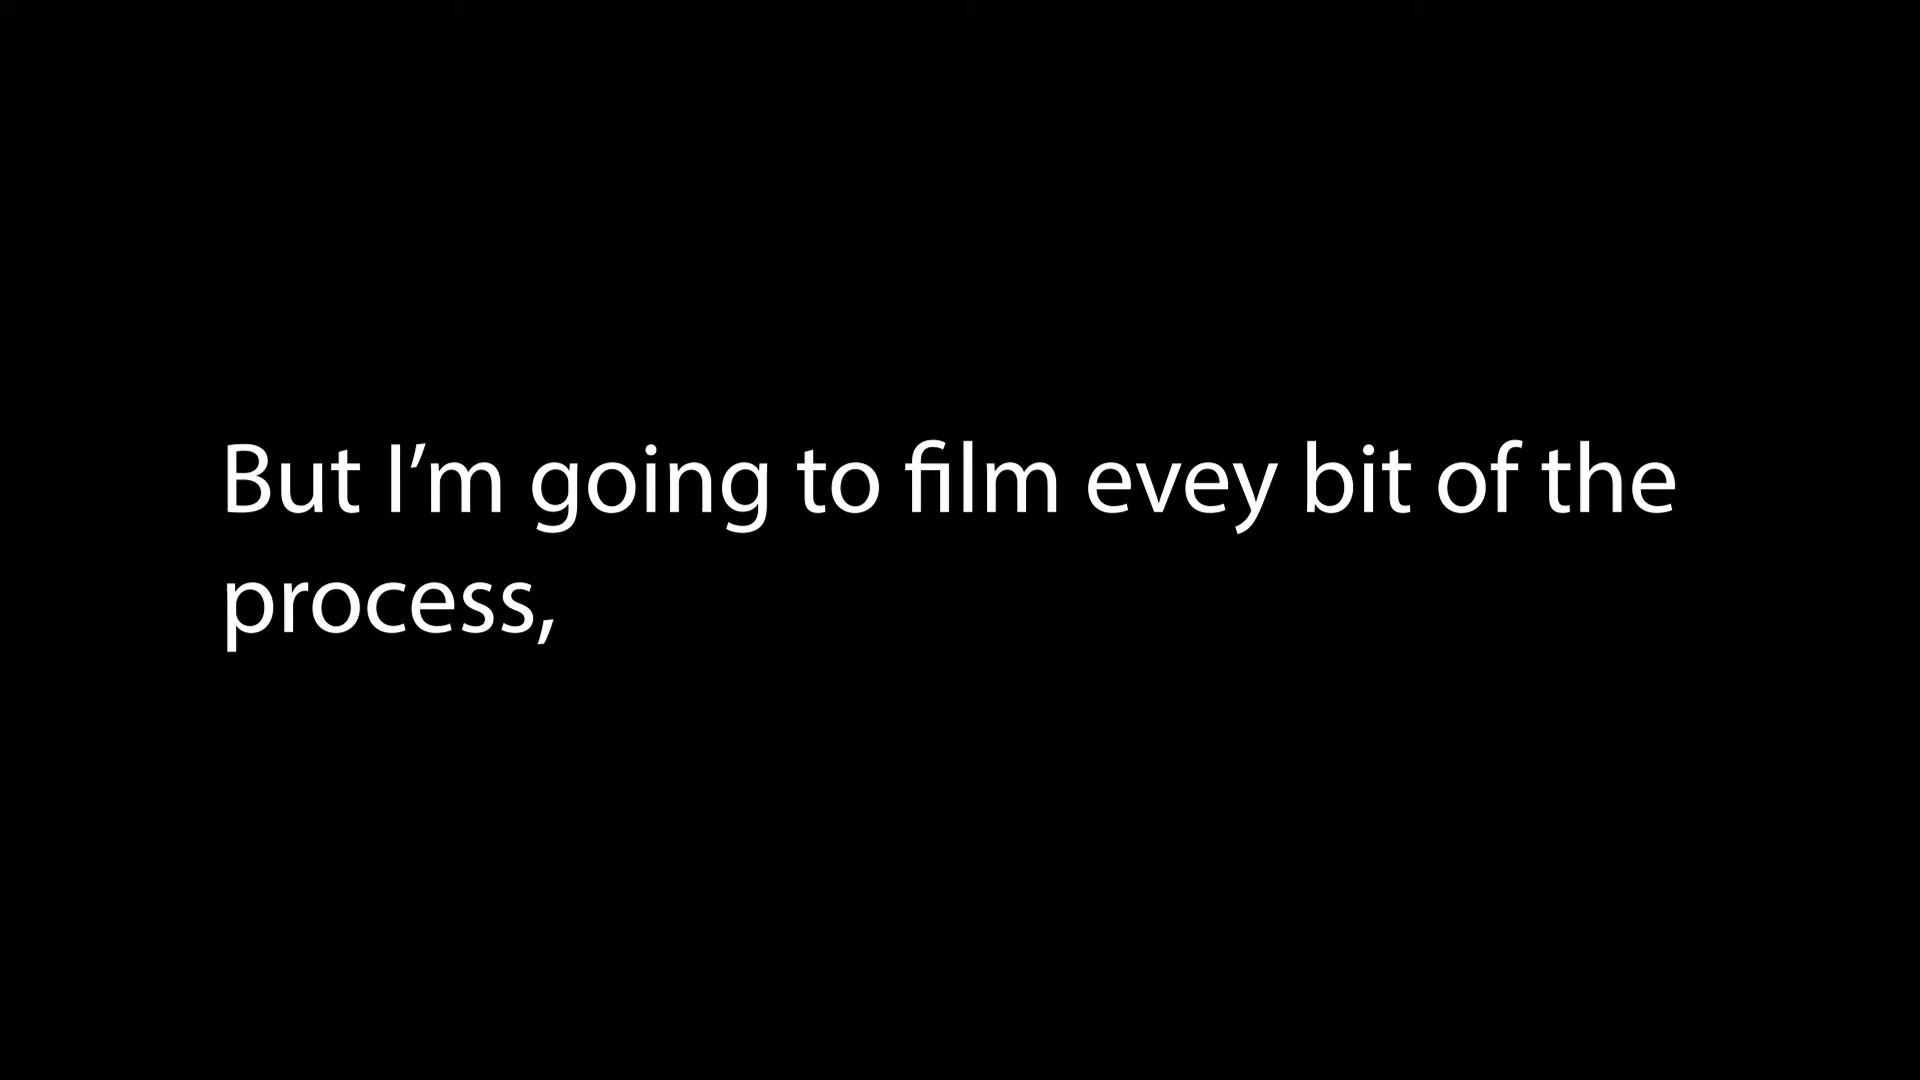 But I’m going to film evey bit of the
process,